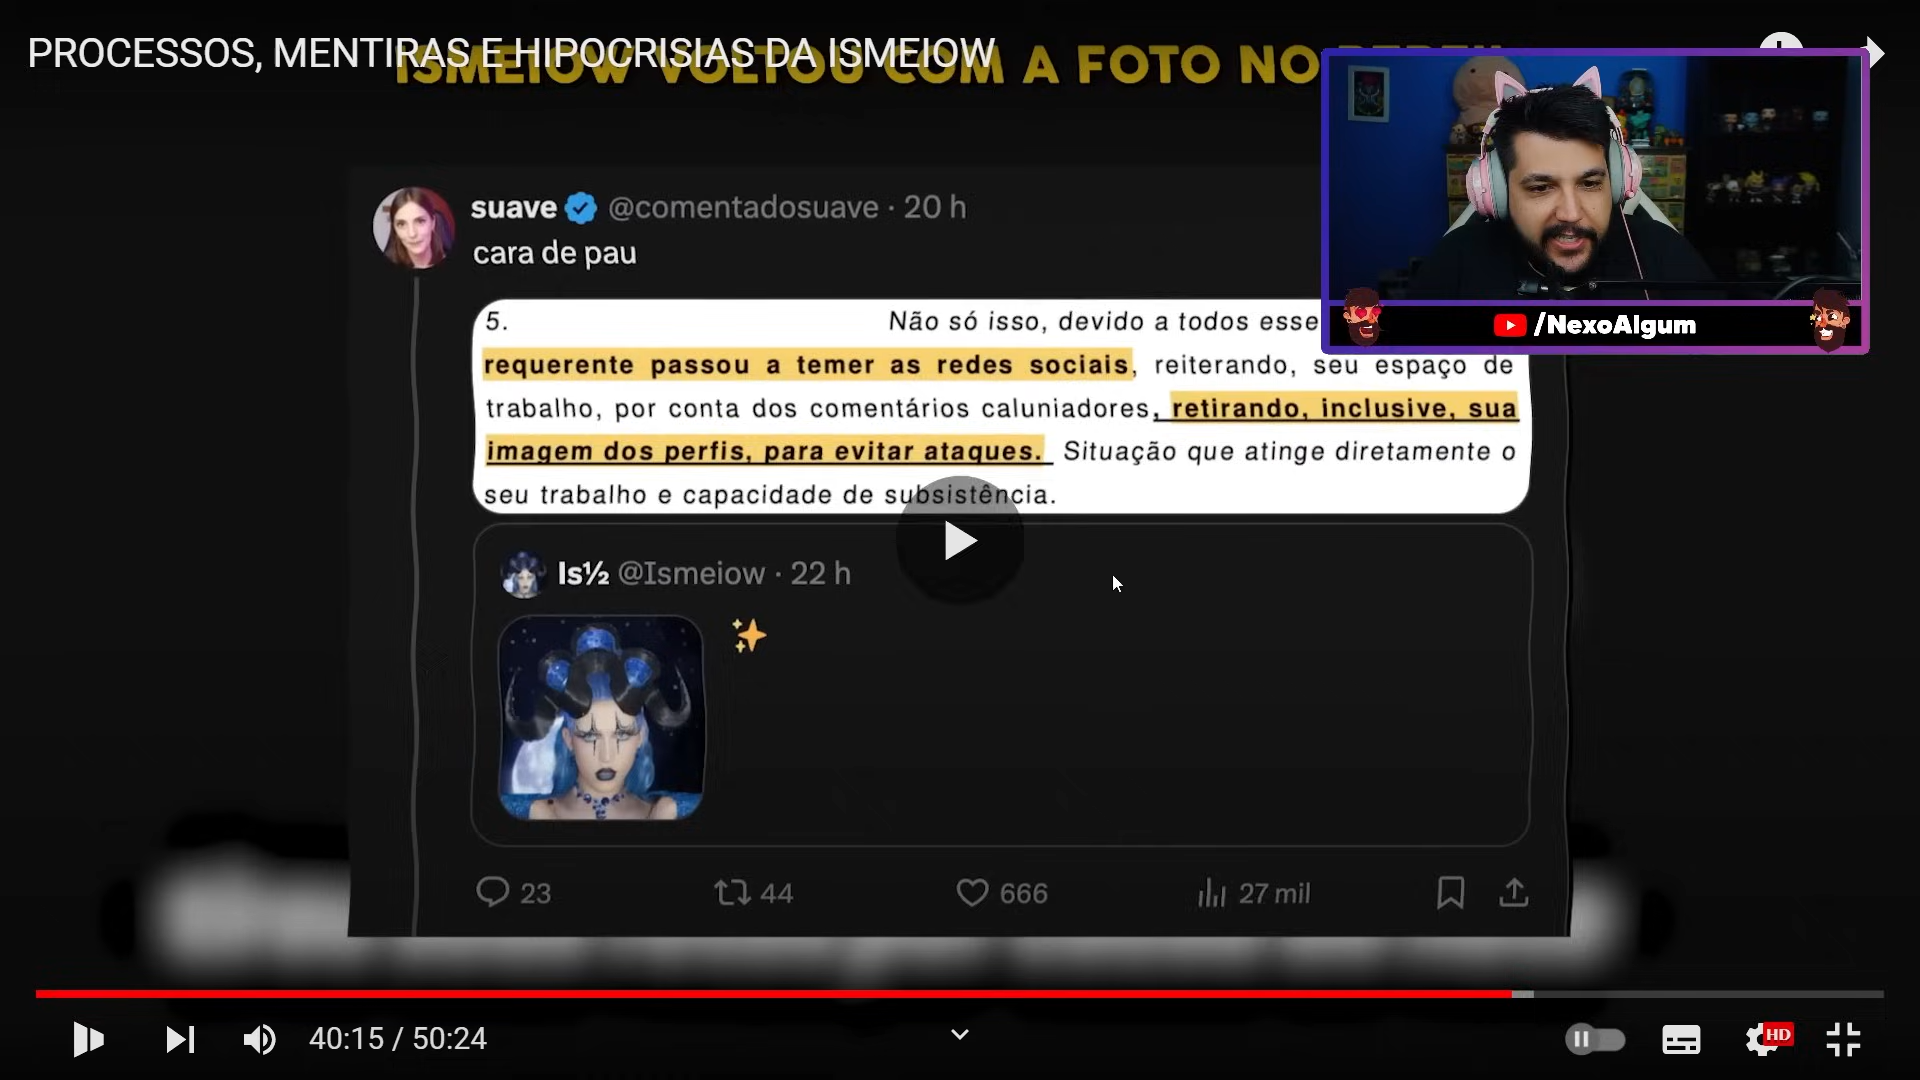 PROCESSOS, MENTIRAS E HIPOCRISIAS DA ISMEIOW
ISMEIOW VOLTOU COM A FOTO NO
suave @comentadosuave · 20 h
cara de pau
5. Não só isso, devido a todos esse
requerente passou a temer as redes sociais, reiterando, seu espaço de
trabalho, por conta dos comentários caluniadores, retirando, inclusive, sua
imagem dos perfis, para evitar ataques. Situação que atinge diretamente o
seu trabalho e capacidade de subsistência.
/NexoAlgum
Is½ @Ismeiow · 22 h
23
44
666
27 mil
40:15 / 50:24
HD